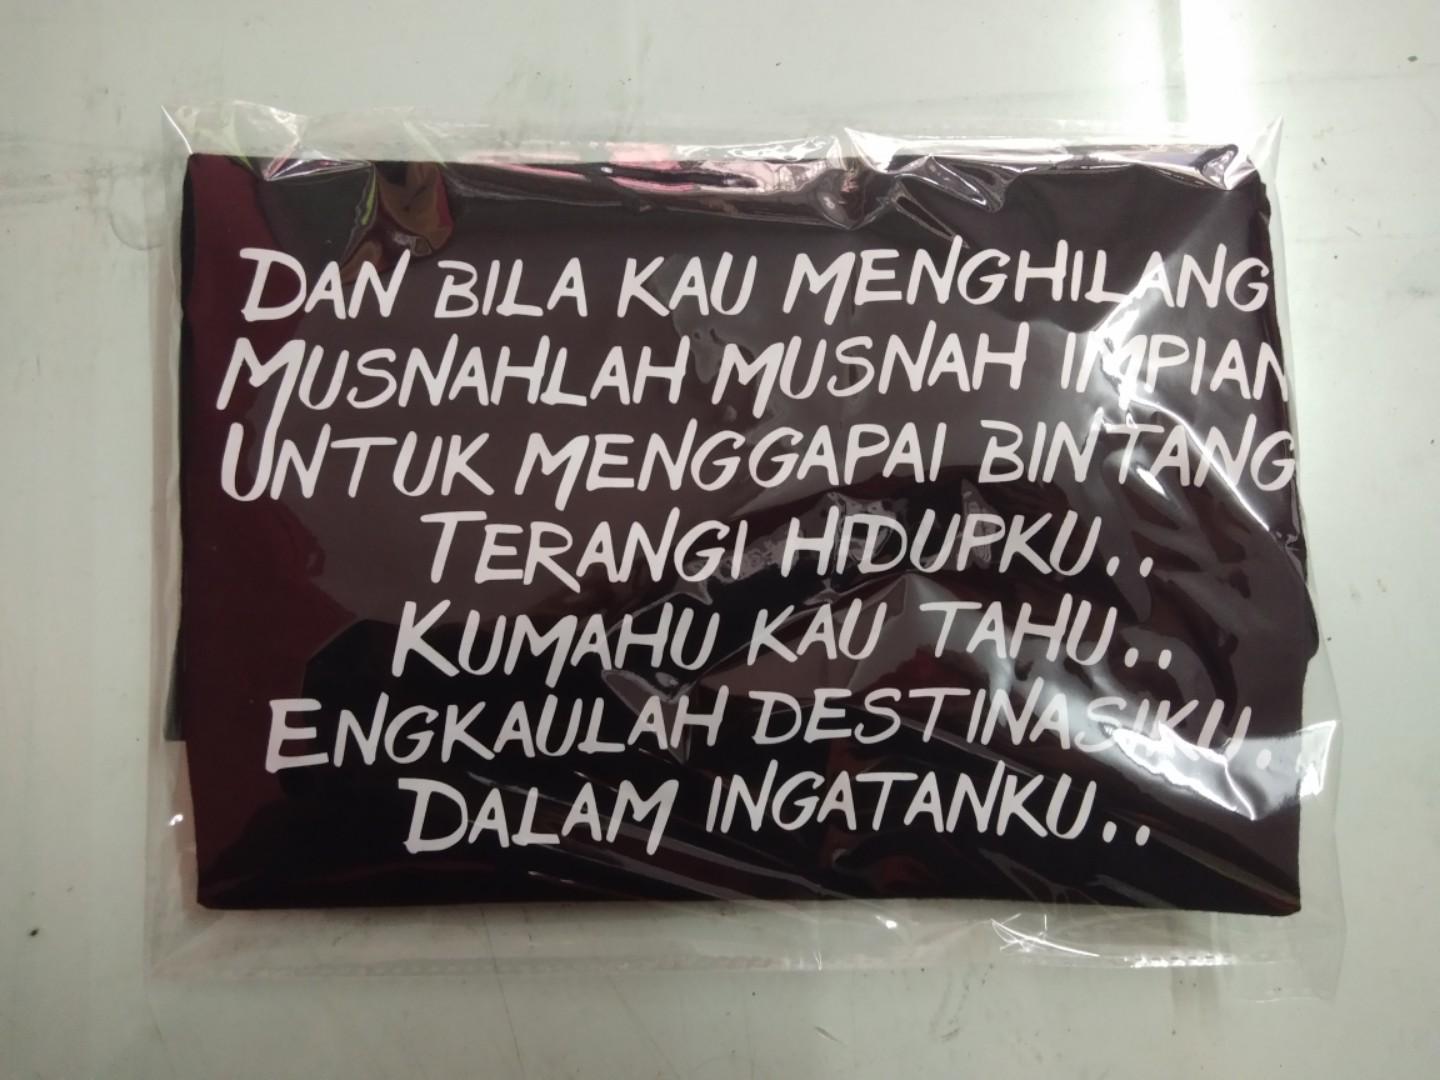 DAN BILA KAU MENGHILANG
MUSNAHLAH MUSNAH IMPIAN
UNTUK MENGGAPAI BINTANG
TERANGI HIDUPKU..
KUMAHU KAU TAHU..
ENGKAULAH DESTINASIKU..
DALAM INGATANKU..